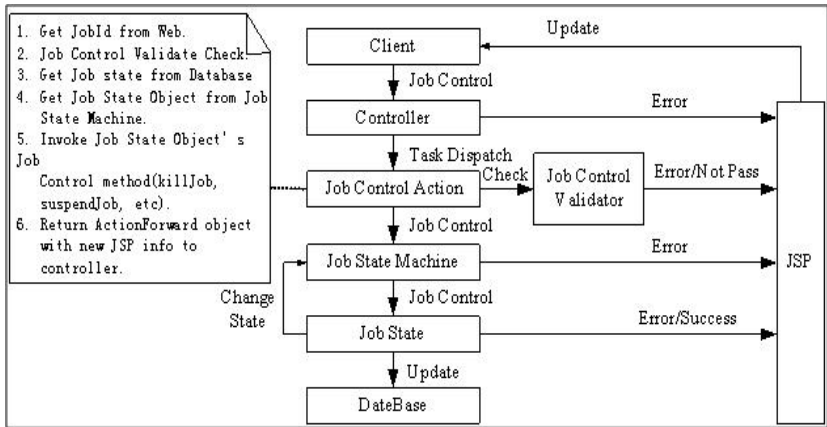 1. Get JobId from Web.
2. Job Control Validate Check.
3. Get Job state from Database
4. Get Job State Object from Job
State Machine.
5. Invoke Job State Object's
Job
Control method(killJob,
suspendJob, etc).
6. Return ActionForward object
with new JSP info to
controller.
Client
Update
Job Control
Controller
Error
Task Dispatch
Check
Job Control Action
Job Control
Validator
Error/Not Pass
Job Control
Job State Machine
Error
JSP
Change
State
Job Control
Job State
Error/Success
Update
DateBase